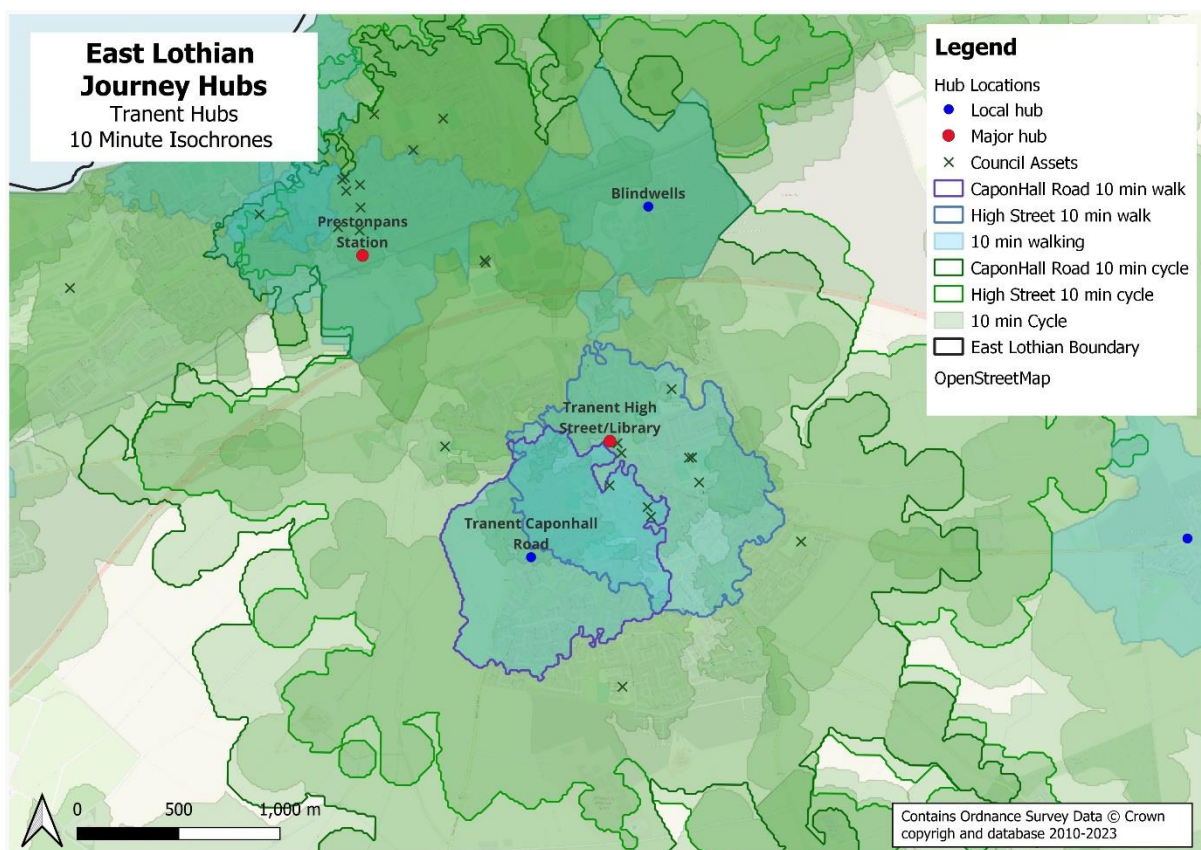 East Lothian
Journey Hubs
Tranent Hubs
10 Minute Isochrones
Legend
Hub Locations
Local hub
Major hub
Council Assets
CaponHall Road 10 min walk
High Street 10 min walk
10 min walking
CaponHall Road 10 min cycle
High Street 10 min cycle
10 min Cycle
East Lothian Boundary
OpenStreetMap
Blindwells
Prestonpans
Station
Tranent High
Street/Library
Tranent Caponhall
Road
0 500 1,000 m
Contains Ordnance Survey Data © Crown
copyrigh and database 2010-2023